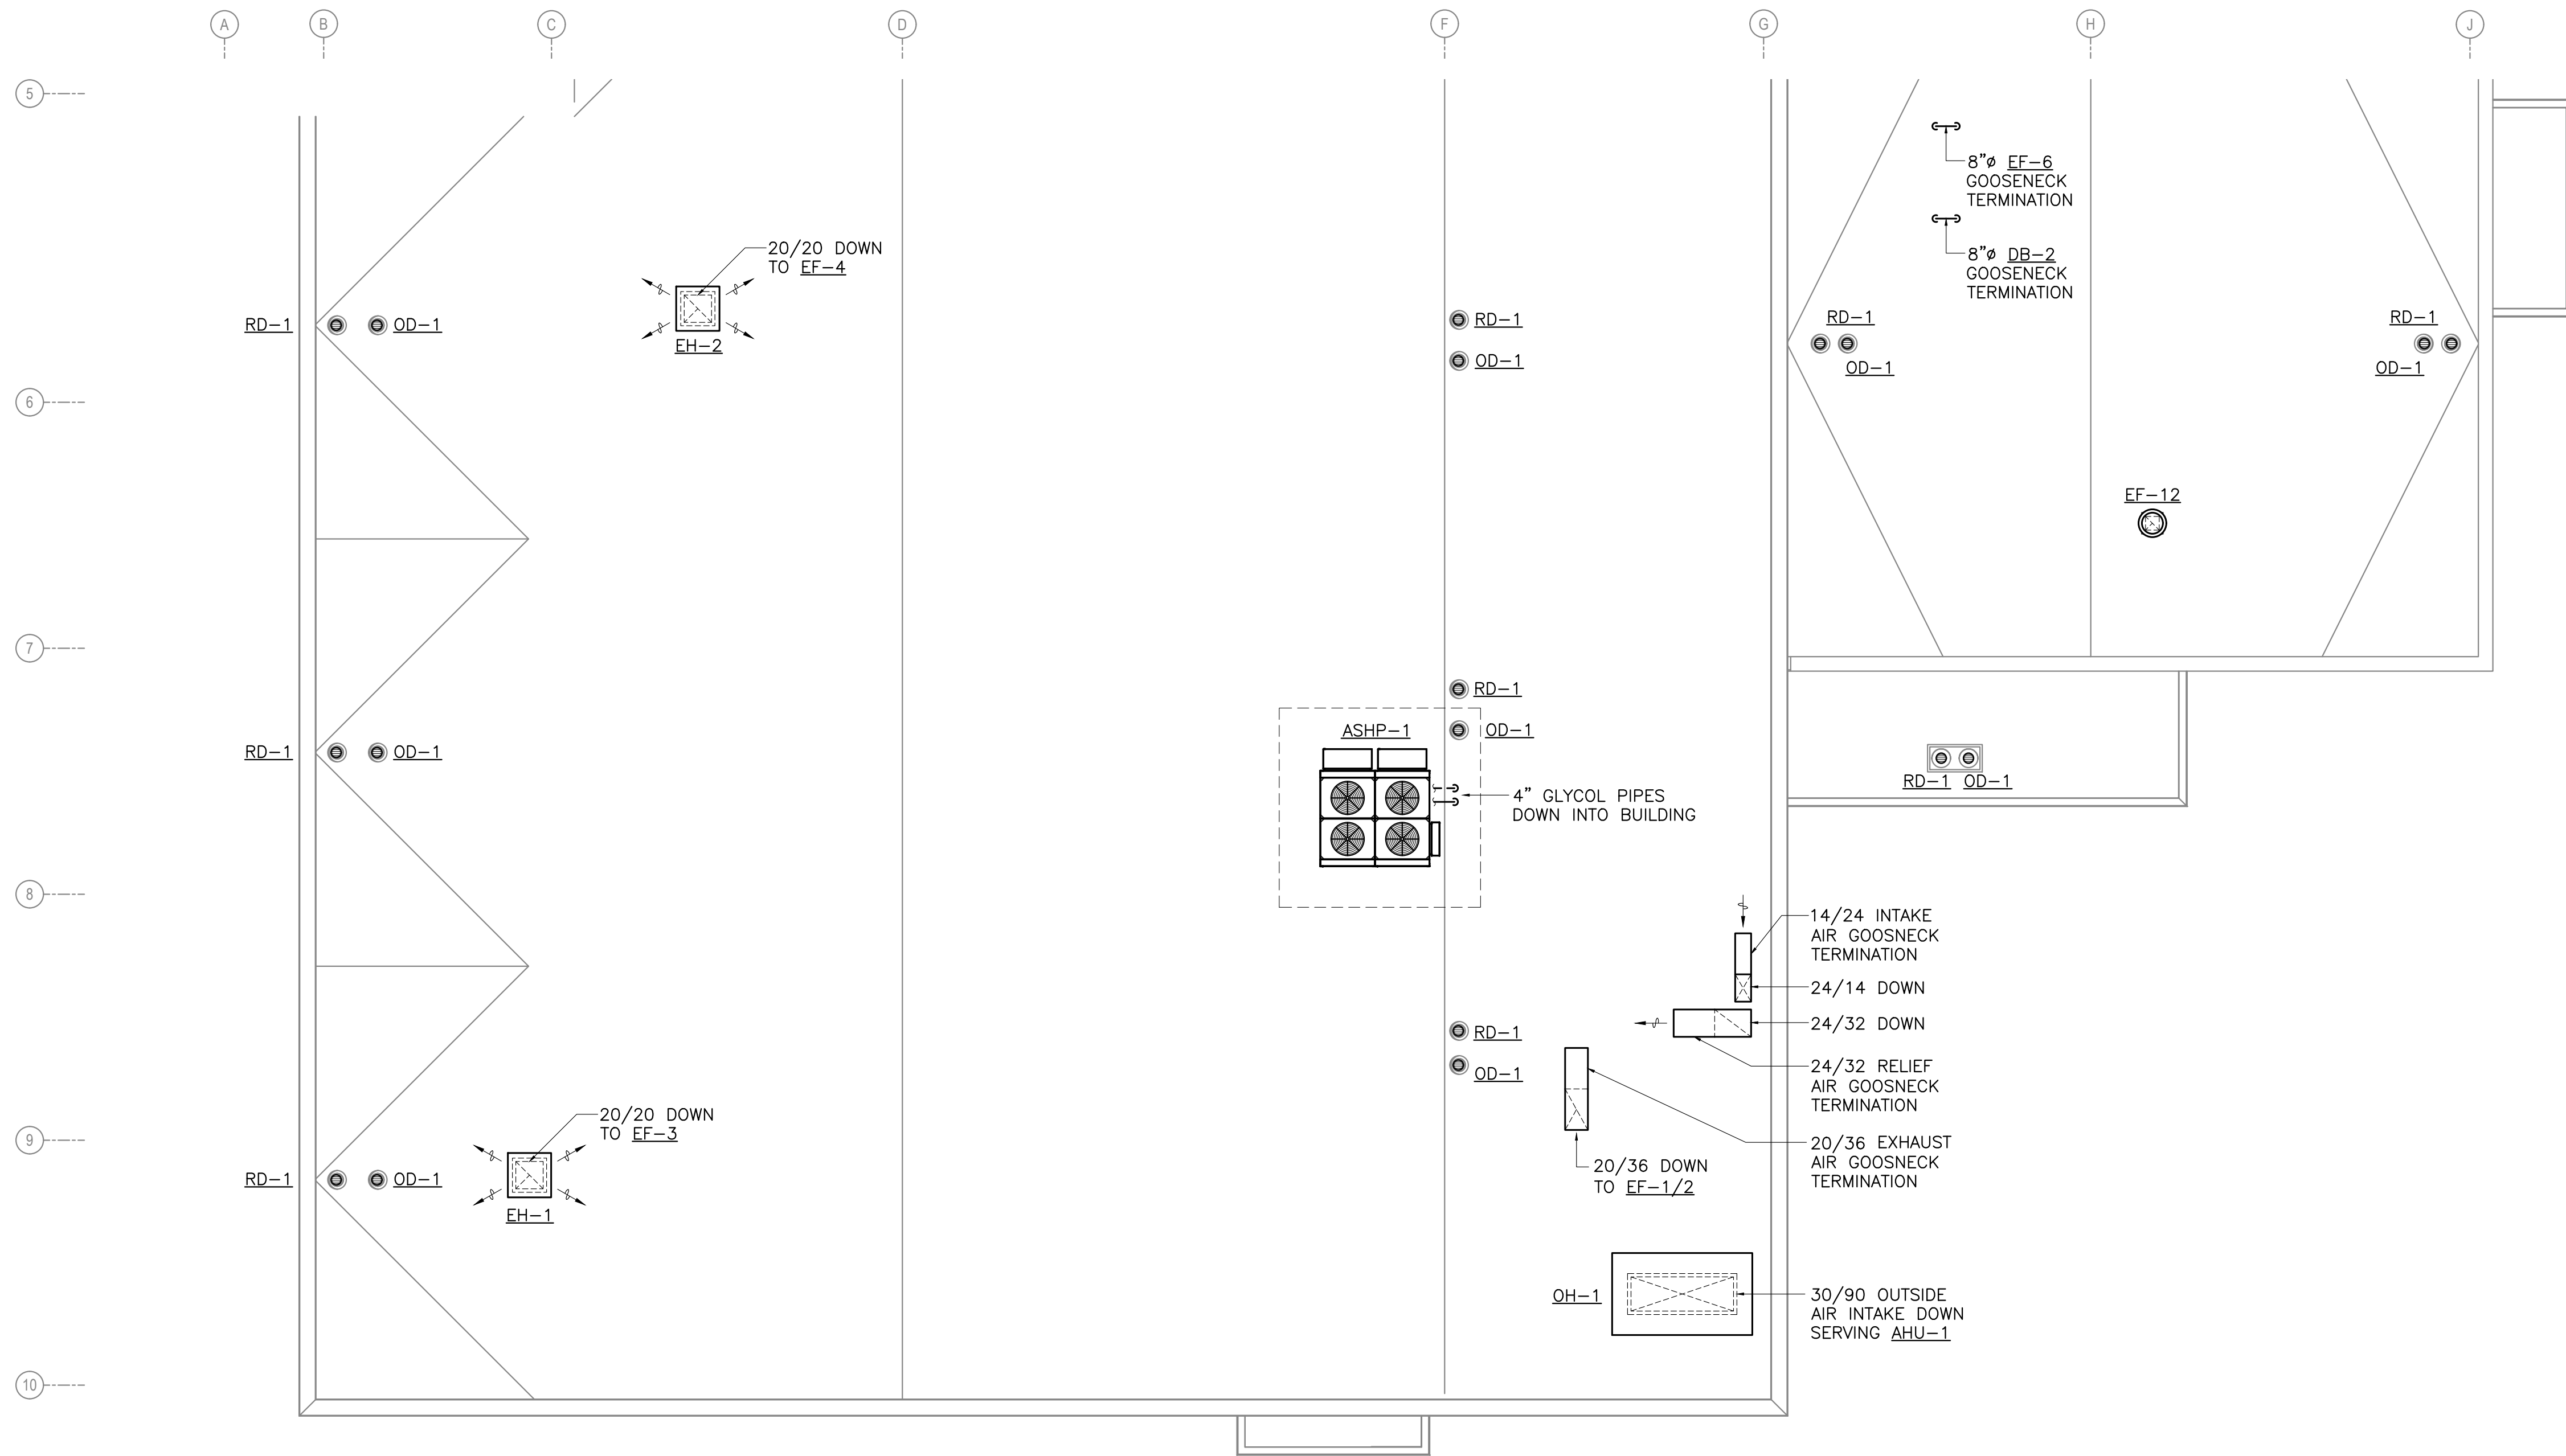 A
B
C
D
F
G
H
J
5
8"ø EF-6
GOOSENECK
TERMINATION
8"ø DB-2
GOOSENECK
TERMINATION
20/20 DOWN
TO EF-4
EH-2
RD-1
OD-1
RD-1
OD-1
RD-1
OD-1
RD-1
OD-1
6
EF-12
7
RD-1
OD-1
ASHP-1
RD-1
OD-1
RD-1 OD-1
4" GLYCOL PIPES
DOWN INTO BUILDING
8
14/24 INTAKE
AIR GOOSNECK
TERMINATION
24/14 DOWN
24/32 DOWN
RD-1
OD-1
24/32 RELIEF
AIR GOOSNECK
TERMINATION
20/20 DOWN
TO EF-3
9
20/36 EXHAUST
AIR GOOSNECK
TERMINATION
20/36 DOWN
TO EF-1/2
RD-1
OD-1
EH-1
OH-1
30/90 OUTSIDE
AIR INTAKE DOWN
SERVING AHU-1
10